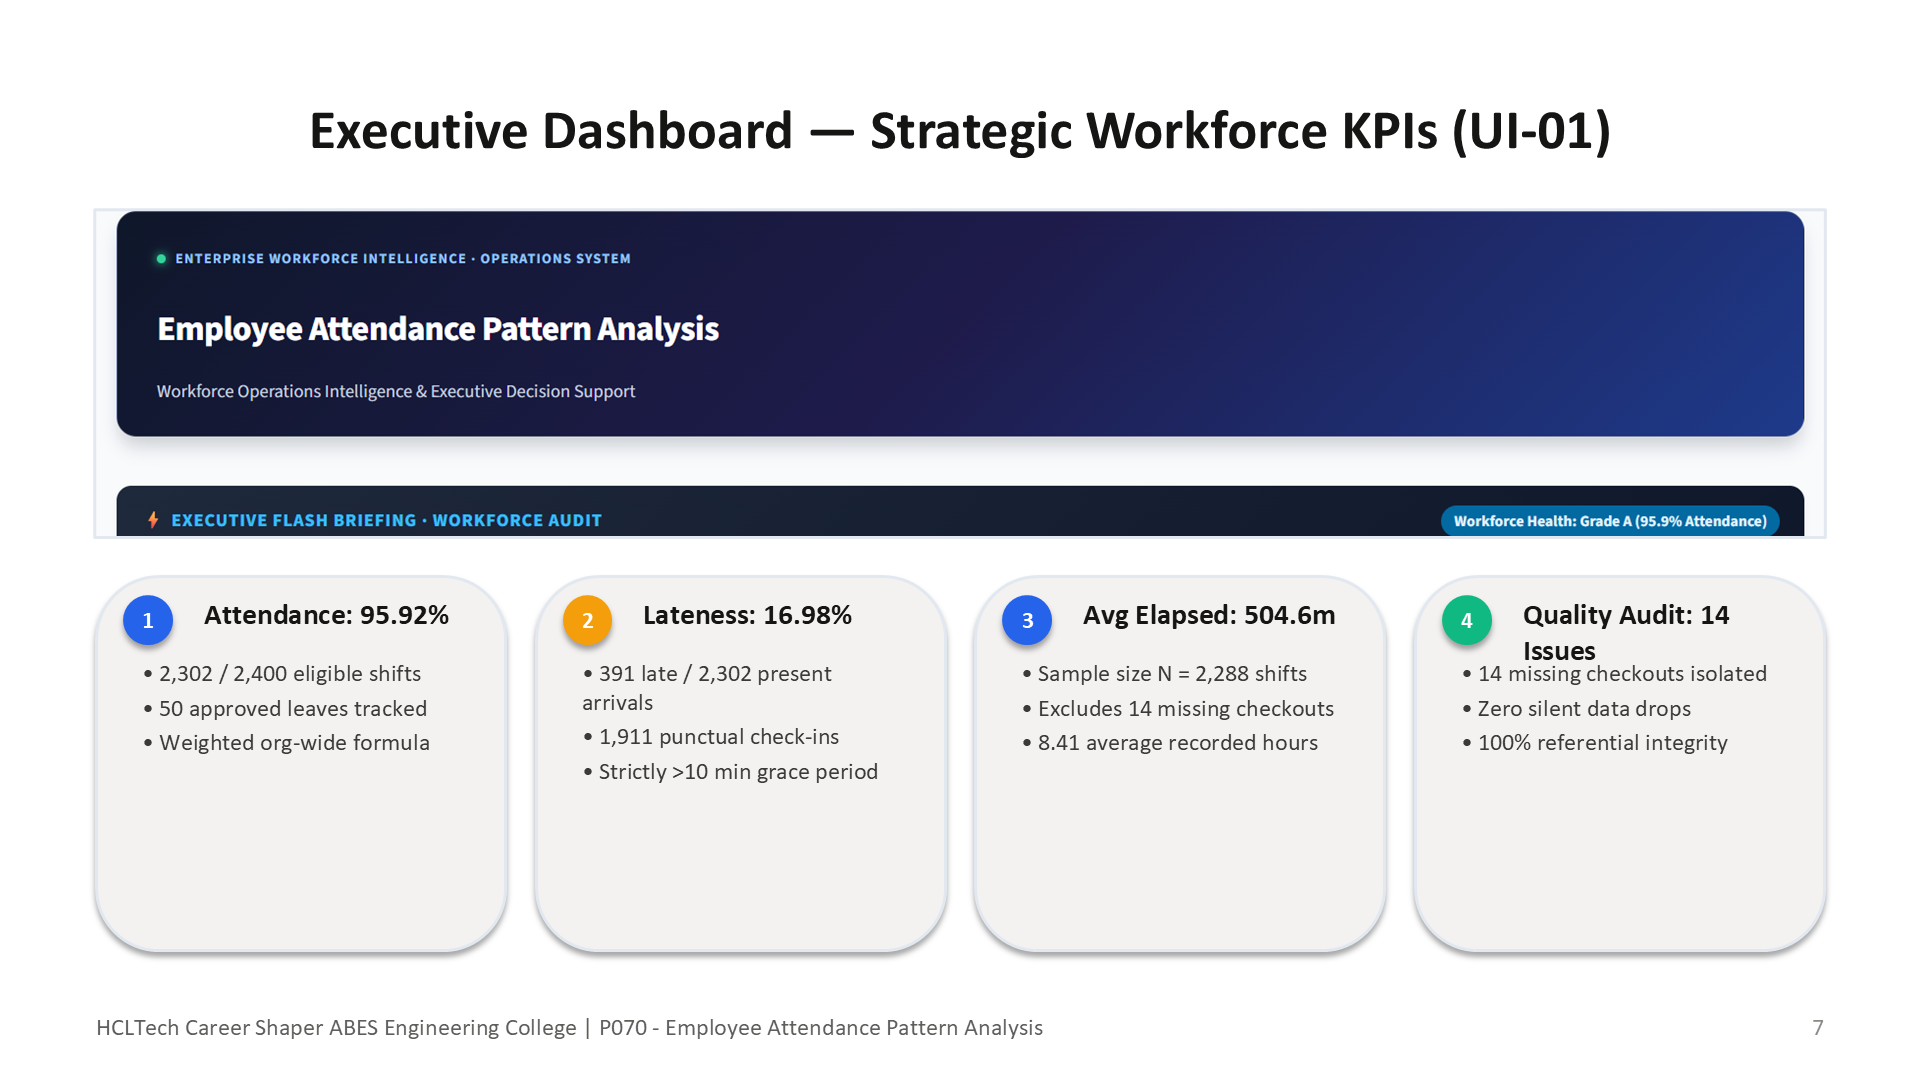 Executive Dashboard — Strategic Workforce KPIs (UI-01)
ENTERPRISE WORKFORCE INTELLIGENCE · OPERATIONS SYSTEM
Employee Attendance Pattern Analysis
Workforce Operations Intelligence & Executive Decision Support
EXECUTIVE FLASH BRIEFING · WORKFORCE AUDIT
Workforce Health: Grade A (95.9% Attendance)
1
Attendance: 95.92%
• 2,302 / 2,400 eligible shifts
• 50 approved leaves tracked
• Weighted org-wide formula
2
Lateness: 16.98%
• 391 late / 2,302 present
arrivals
• 1,911 punctual check-ins
• Strictly >10 min grace period
3
Avg Elapsed: 504.6m
• Sample size N = 2,288 shifts
• Excludes 14 missing checkouts
• 8.41 average recorded hours
4
Quality Audit: 14
Issues
• 14 missing checkouts isolated
• Zero silent data drops
• 100% referential integrity
HCLTech Career Shaper ABES Engineering College | P070 - Employee Attendance Pattern Analysis
7